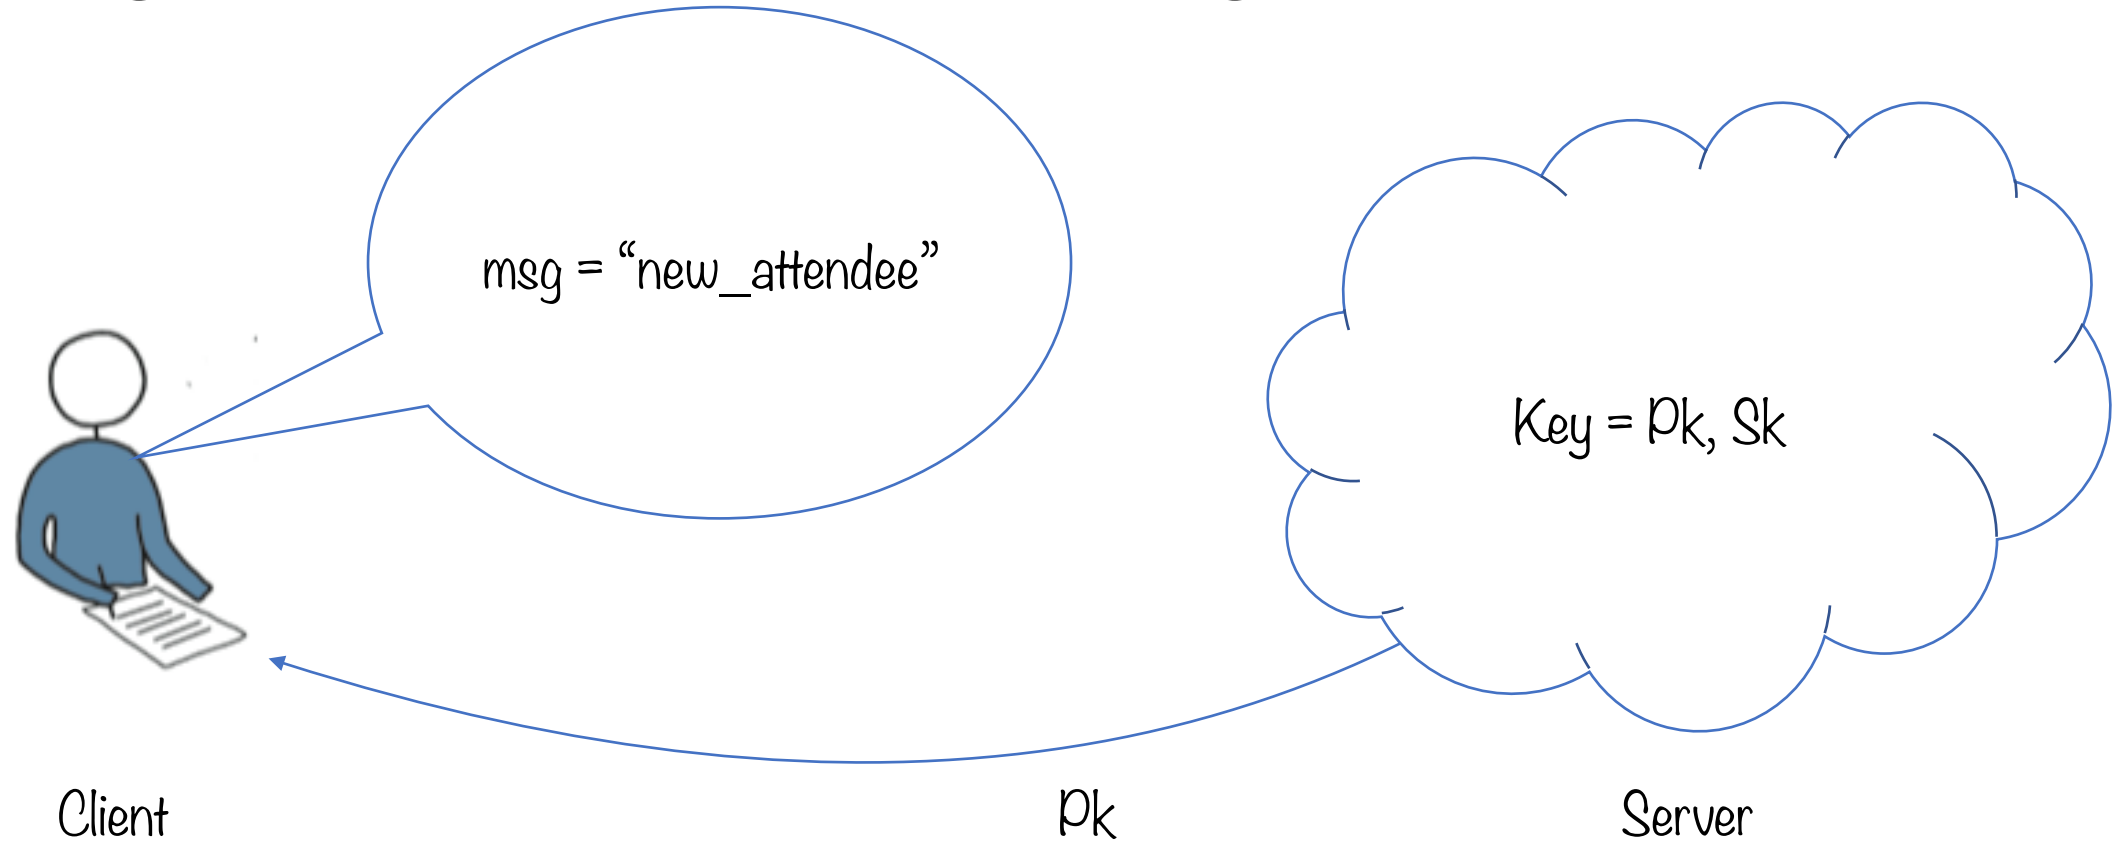 msg = “new_attendee”
Key = Pk, Sk
Client
Pk
Server